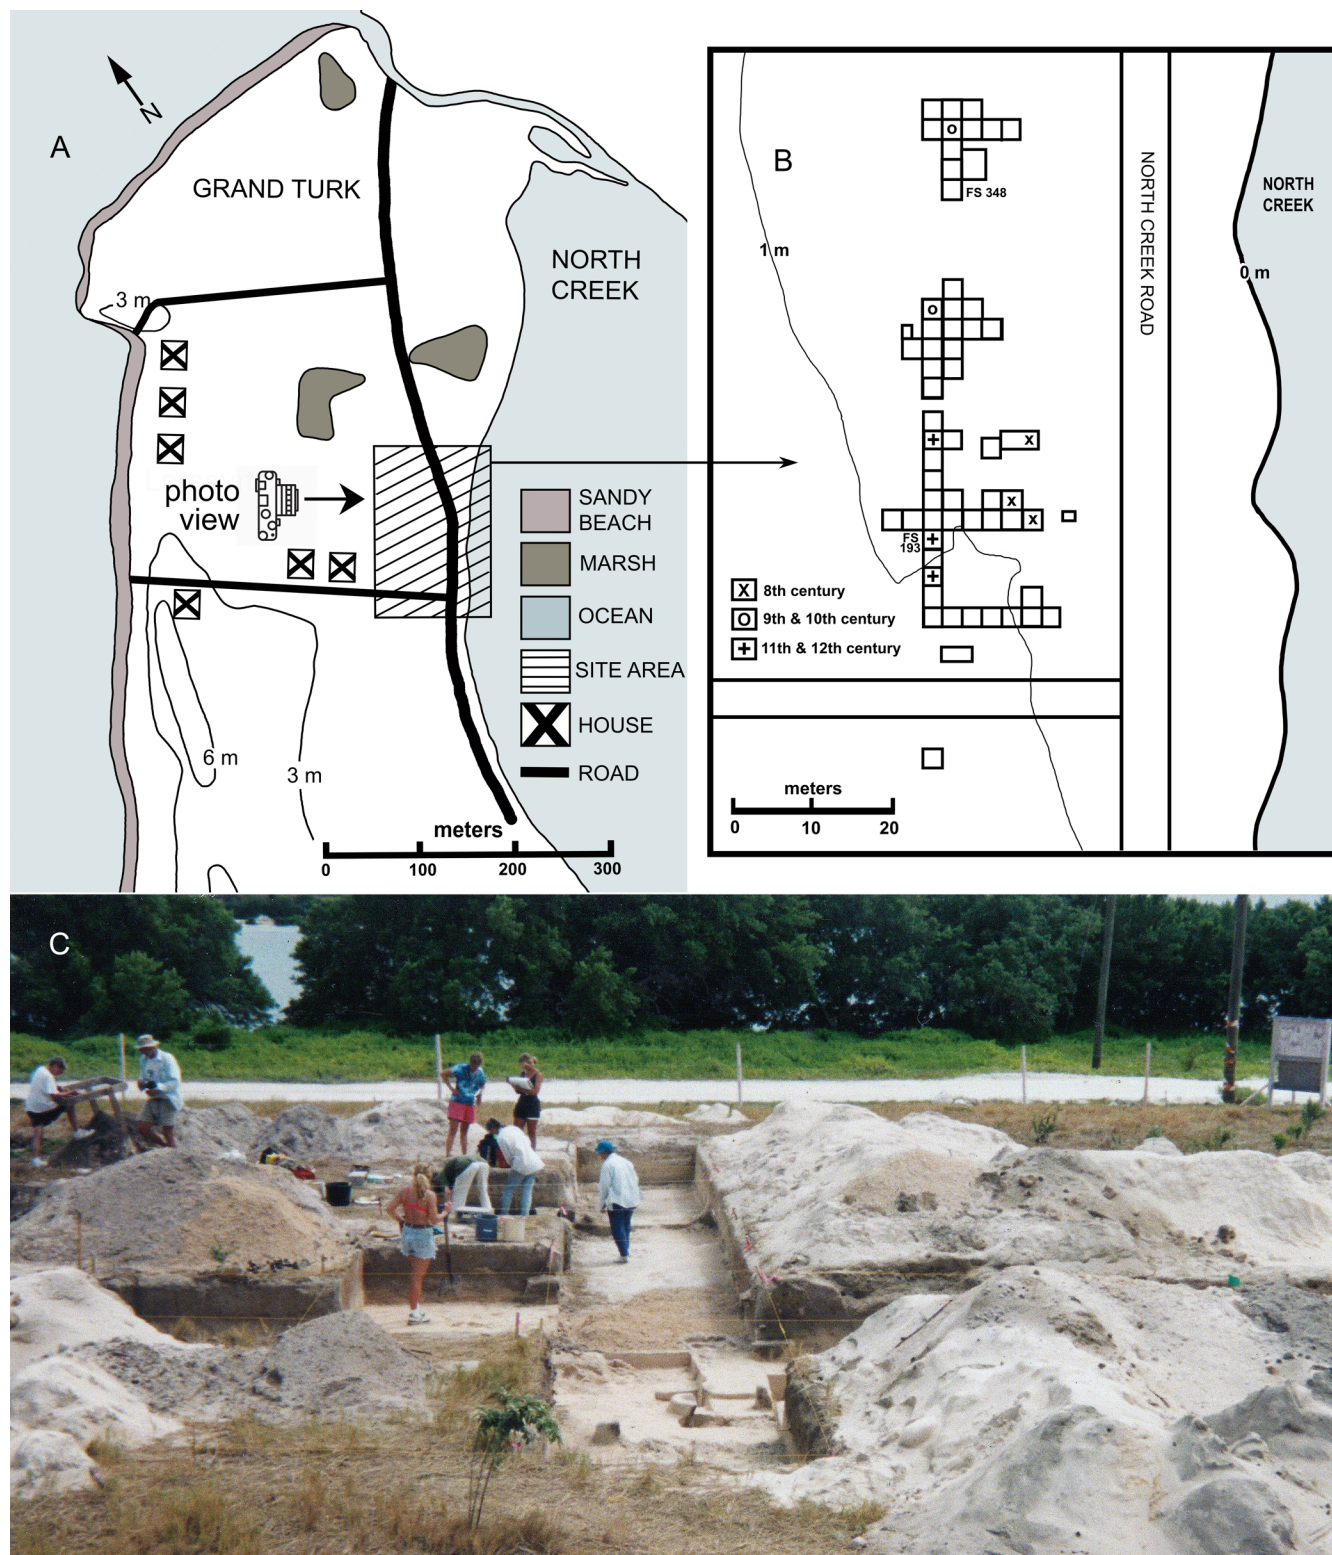 A
N
GRAND TURK
NORTH
CREEK
3 m
photo
view
SANDY
BEACH
MARSH
OCEAN
SITE AREA
HOUSE
ROAD
6 m
3 m
meters
0 100 200 300
B
FS 348
1 m
NORTH CREEK ROAD
NORTH
CREEK
0 m
FS
193
X 8th century
O 9th & 10th century
+ 11th & 12th century
meters
0 10 20
C